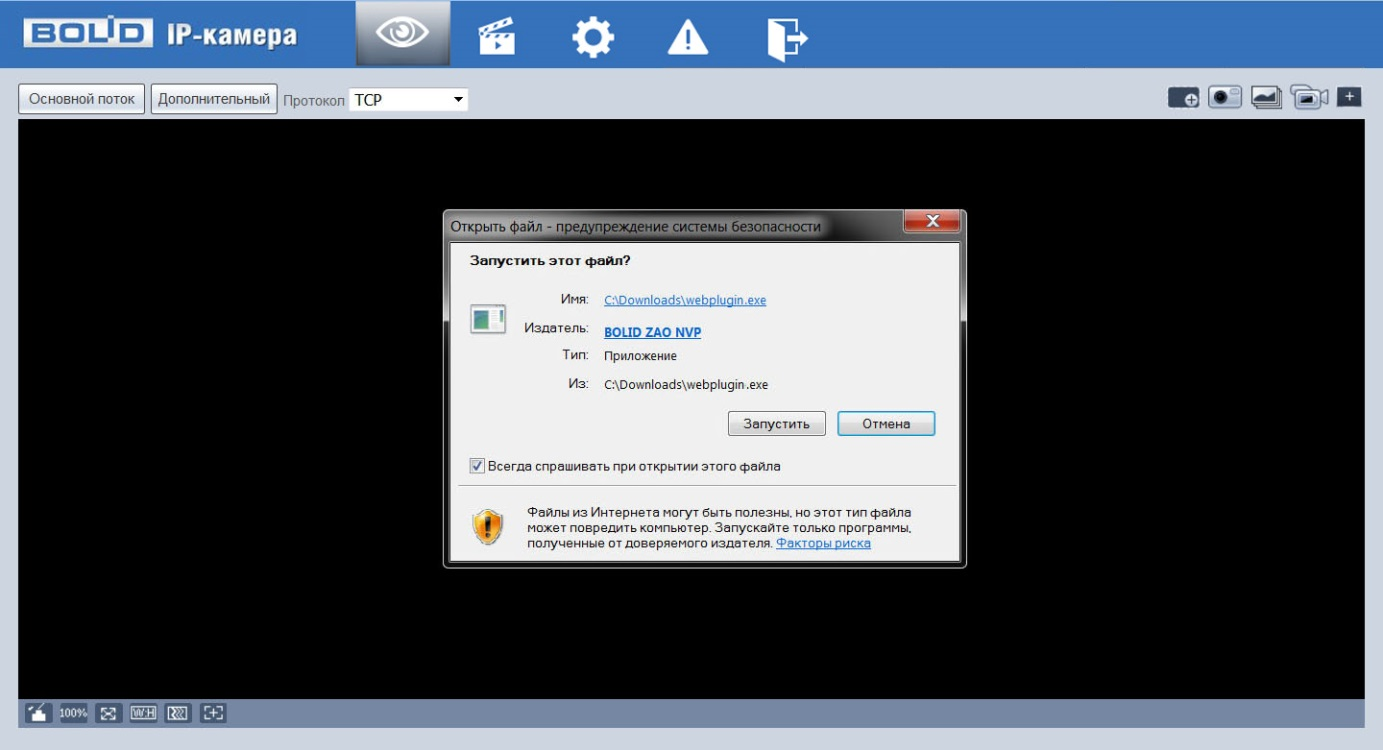 BOLID IP-камера
Основной поток Дополнительный Протокол TCP
Открыть файл - предупреждение системы безопасности
Запустить этот файл?
Имя: C:\Downloads\webplugin.exe
Издатель: BOLID ZAO NVP
Тип: Приложение
Из: C:\Downloads\webplugin.exe
Запустить Отмена
Всегда спрашивать при открытии этого файла
Файлы из Интернета могут быть полезны, но этот тип файла
может повредить компьютер. Запускайте только программы,
полученные от доверяемого издателя. Факторы риска
100% W:H